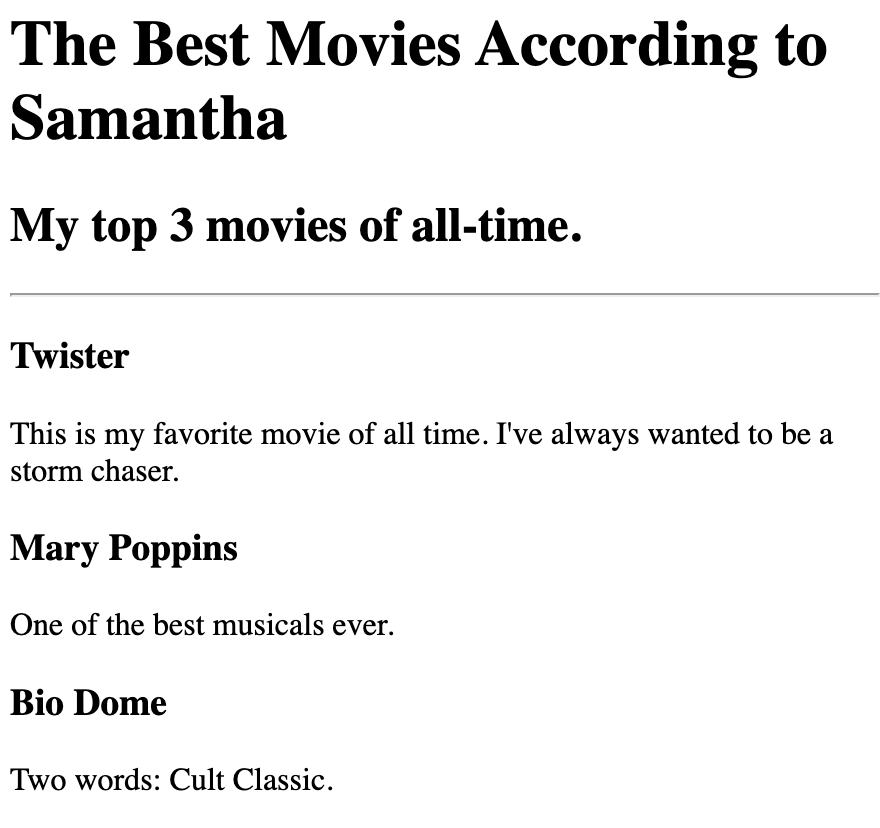 The Best Movies According to
Samantha
My top 3 movies of all-time.
Twister
This is my favorite movie of all time. I've always wanted to be a
storm chaser.
Mary Poppins
One of the best musicals ever.
Bio Dome
Two words: Cult Classic.